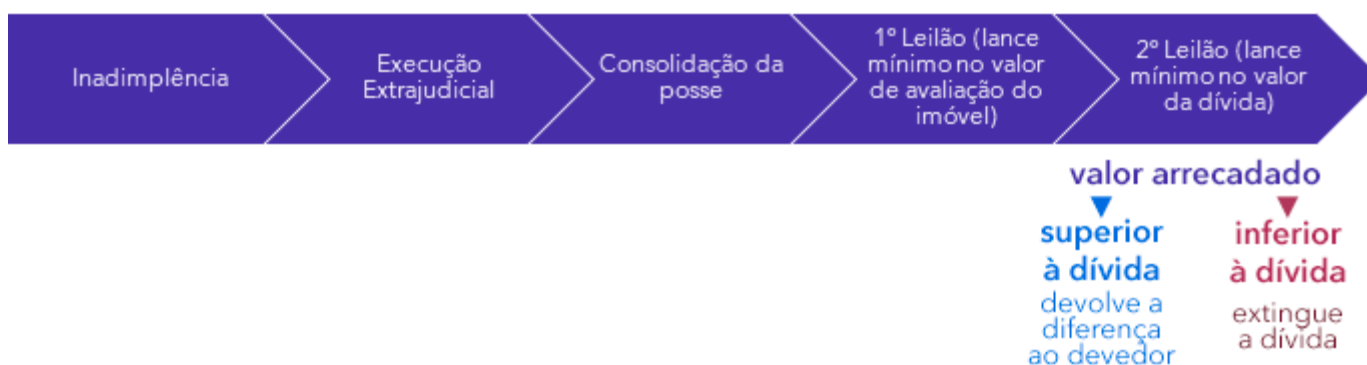 Inadimplência
Execução
Extrajudicial
Consolidação da
posse
1º Leilão (lance
mínimo no valor
de avaliação do
imóvel)
2º Leilão (lance
mínimo no valor
da dívida)
valor arrecadado
superior
à dívida
devolve a
diferença
ao devedor
inferior
à dívida
extingue
a dívida